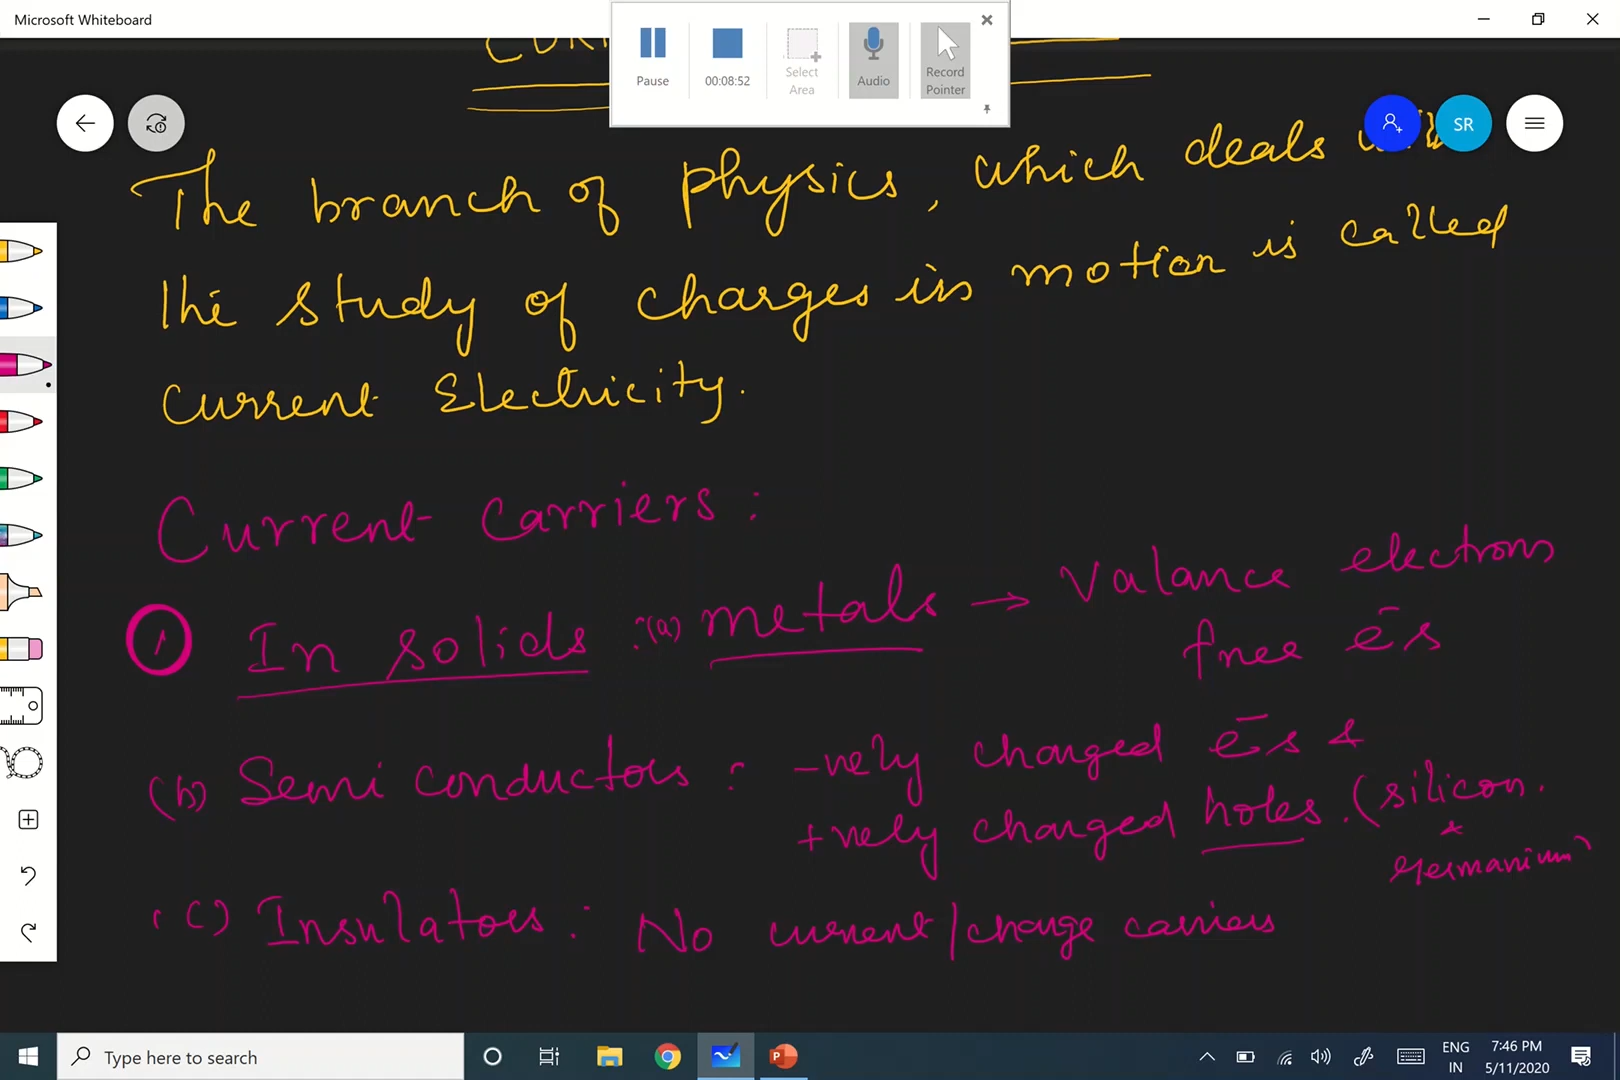 Microsoft Whiteboard
Pause
00:08:52
Select Area
Audio
Record Pointer
SR
The branch of physics, which deals
the study of charges in motion is called
Current Electricity.
Current Carriers :
1 In solids : (a) metals → Valance electrons
free e̅s
(b) Semi conductors : -vely charged e̅s &
+vely charged holes. (silicon.
&
Germanium)
(C) Insulators : No current/charge carriers
Type here to search
ENG
IN
7:46 PM
5/11/2020